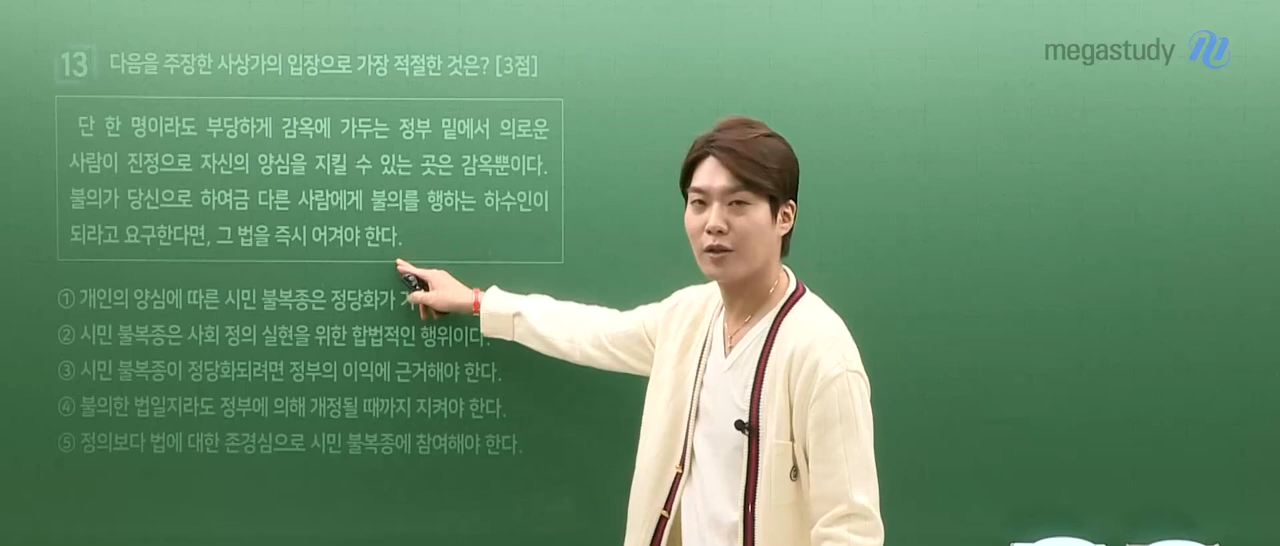 megastudy
13 다음을 주장한 사상가의 입장으로 가장 적절한 것은? [3점]
단 한 명이라도 부당하게 감옥에 가두는 정부 밑에서 의로운
사람이 진정으로 자신의 양심을 지킬 수 있는 곳은 감옥뿐이다.
불의가 당신으로 하여금 다른 사람에게 불의를 행하는 하수인이
되라고 요구한다면, 그 법을 즉시 어겨야 한다.
① 개인의 양심에 따른 시민 불복종은 정당화가
② 시민 불복종은 사회 정의 실현을 위한 합법적인 행위이다.
③ 시민 불복종이 정당화되려면 정부의 이익에 근거해야 한다.
④ 불의한 법일지라도 정부에 의해 개정될 때까지 지켜야 한다.
⑤ 정의보다 법에 대한 존경심으로 시민 불복종에 참여해야 한다.